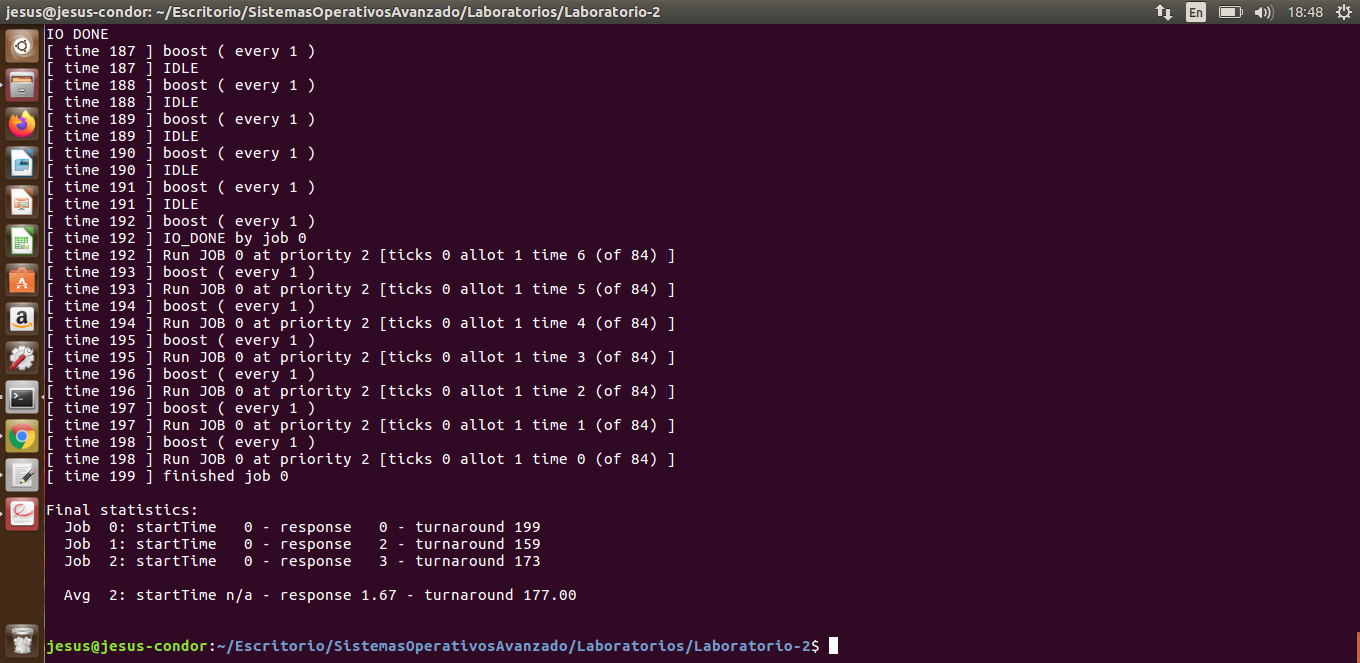 jesus@jesus-condor: ~/Escritorio/SistemasOperativosAvanzado/Laboratorios/Laboratorio-2
En
18:48
IO DONE
[ time 187 ] boost ( every 1 )
[ time 187 ] IDLE
[ time 188 ] boost ( every 1 )
[ time 188 ] IDLE
[ time 189 ] boost ( every 1 )
[ time 189 ] IDLE
[ time 190 ] boost ( every 1 )
[ time 190 ] IDLE
[ time 191 ] boost ( every 1 )
[ time 191 ] IDLE
[ time 192 ] boost ( every 1 )
[ time 192 ] IO_DONE by job 0
[ time 192 ] Run JOB 0 at priority 2 [ticks 0 allot 1 time 6 (of 84) ]
[ time 193 ] boost ( every 1 )
[ time 193 ] Run JOB 0 at priority 2 [ticks 0 allot 1 time 5 (of 84) ]
[ time 194 ] boost ( every 1 )
[ time 194 ] Run JOB 0 at priority 2 [ticks 0 allot 1 time 4 (of 84) ]
[ time 195 ] boost ( every 1 )
[ time 195 ] Run JOB 0 at priority 2 [ticks 0 allot 1 time 3 (of 84) ]
[ time 196 ] boost ( every 1 )
[ time 196 ] Run JOB 0 at priority 2 [ticks 0 allot 1 time 2 (of 84) ]
[ time 197 ] boost ( every 1 )
[ time 197 ] Run JOB 0 at priority 2 [ticks 0 allot 1 time 1 (of 84) ]
[ time 198 ] boost ( every 1 )
[ time 198 ] Run JOB 0 at priority 2 [ticks 0 allot 1 time 0 (of 84) ]
[ time 199 ] finished job 0
Final statistics:
Job  0: startTime   0 - response   0 - turnaround 199
Job  1: startTime   0 - response   2 - turnaround 159
Job  2: startTime   0 - response   3 - turnaround 173
Avg  2: startTime n/a - response 1.67 - turnaround 177.00
jesus@jesus-condor:~/Escritorio/SistemasOperativosAvanzado/Laboratorios/Laboratorio-2$